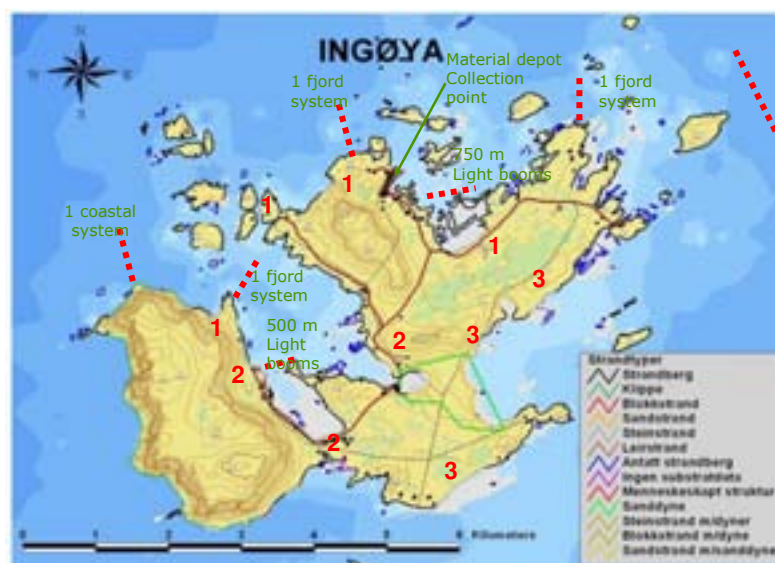 INGØYA
N
Material depot
Collection
point
1 fjord
system
1 fjord
system
750 m
Light booms
1
1
1 coastal
system
1
3
1 fjord
system
1
500 m
Light
booms
2
3
2
2
3
Strandtyper
Strandberg
Klippe
Blokkstrand
Sandstrand
Steinstrand
Leirstrand
Antatt strandberg
Ingen substratdata
Menneskeskapt struktur
Sanddyne
Steinstrand m/dyner
Blokkstrand m/dyne
Sandstrand m/sanddyne
0 1 2 4 6 8 Kilometers